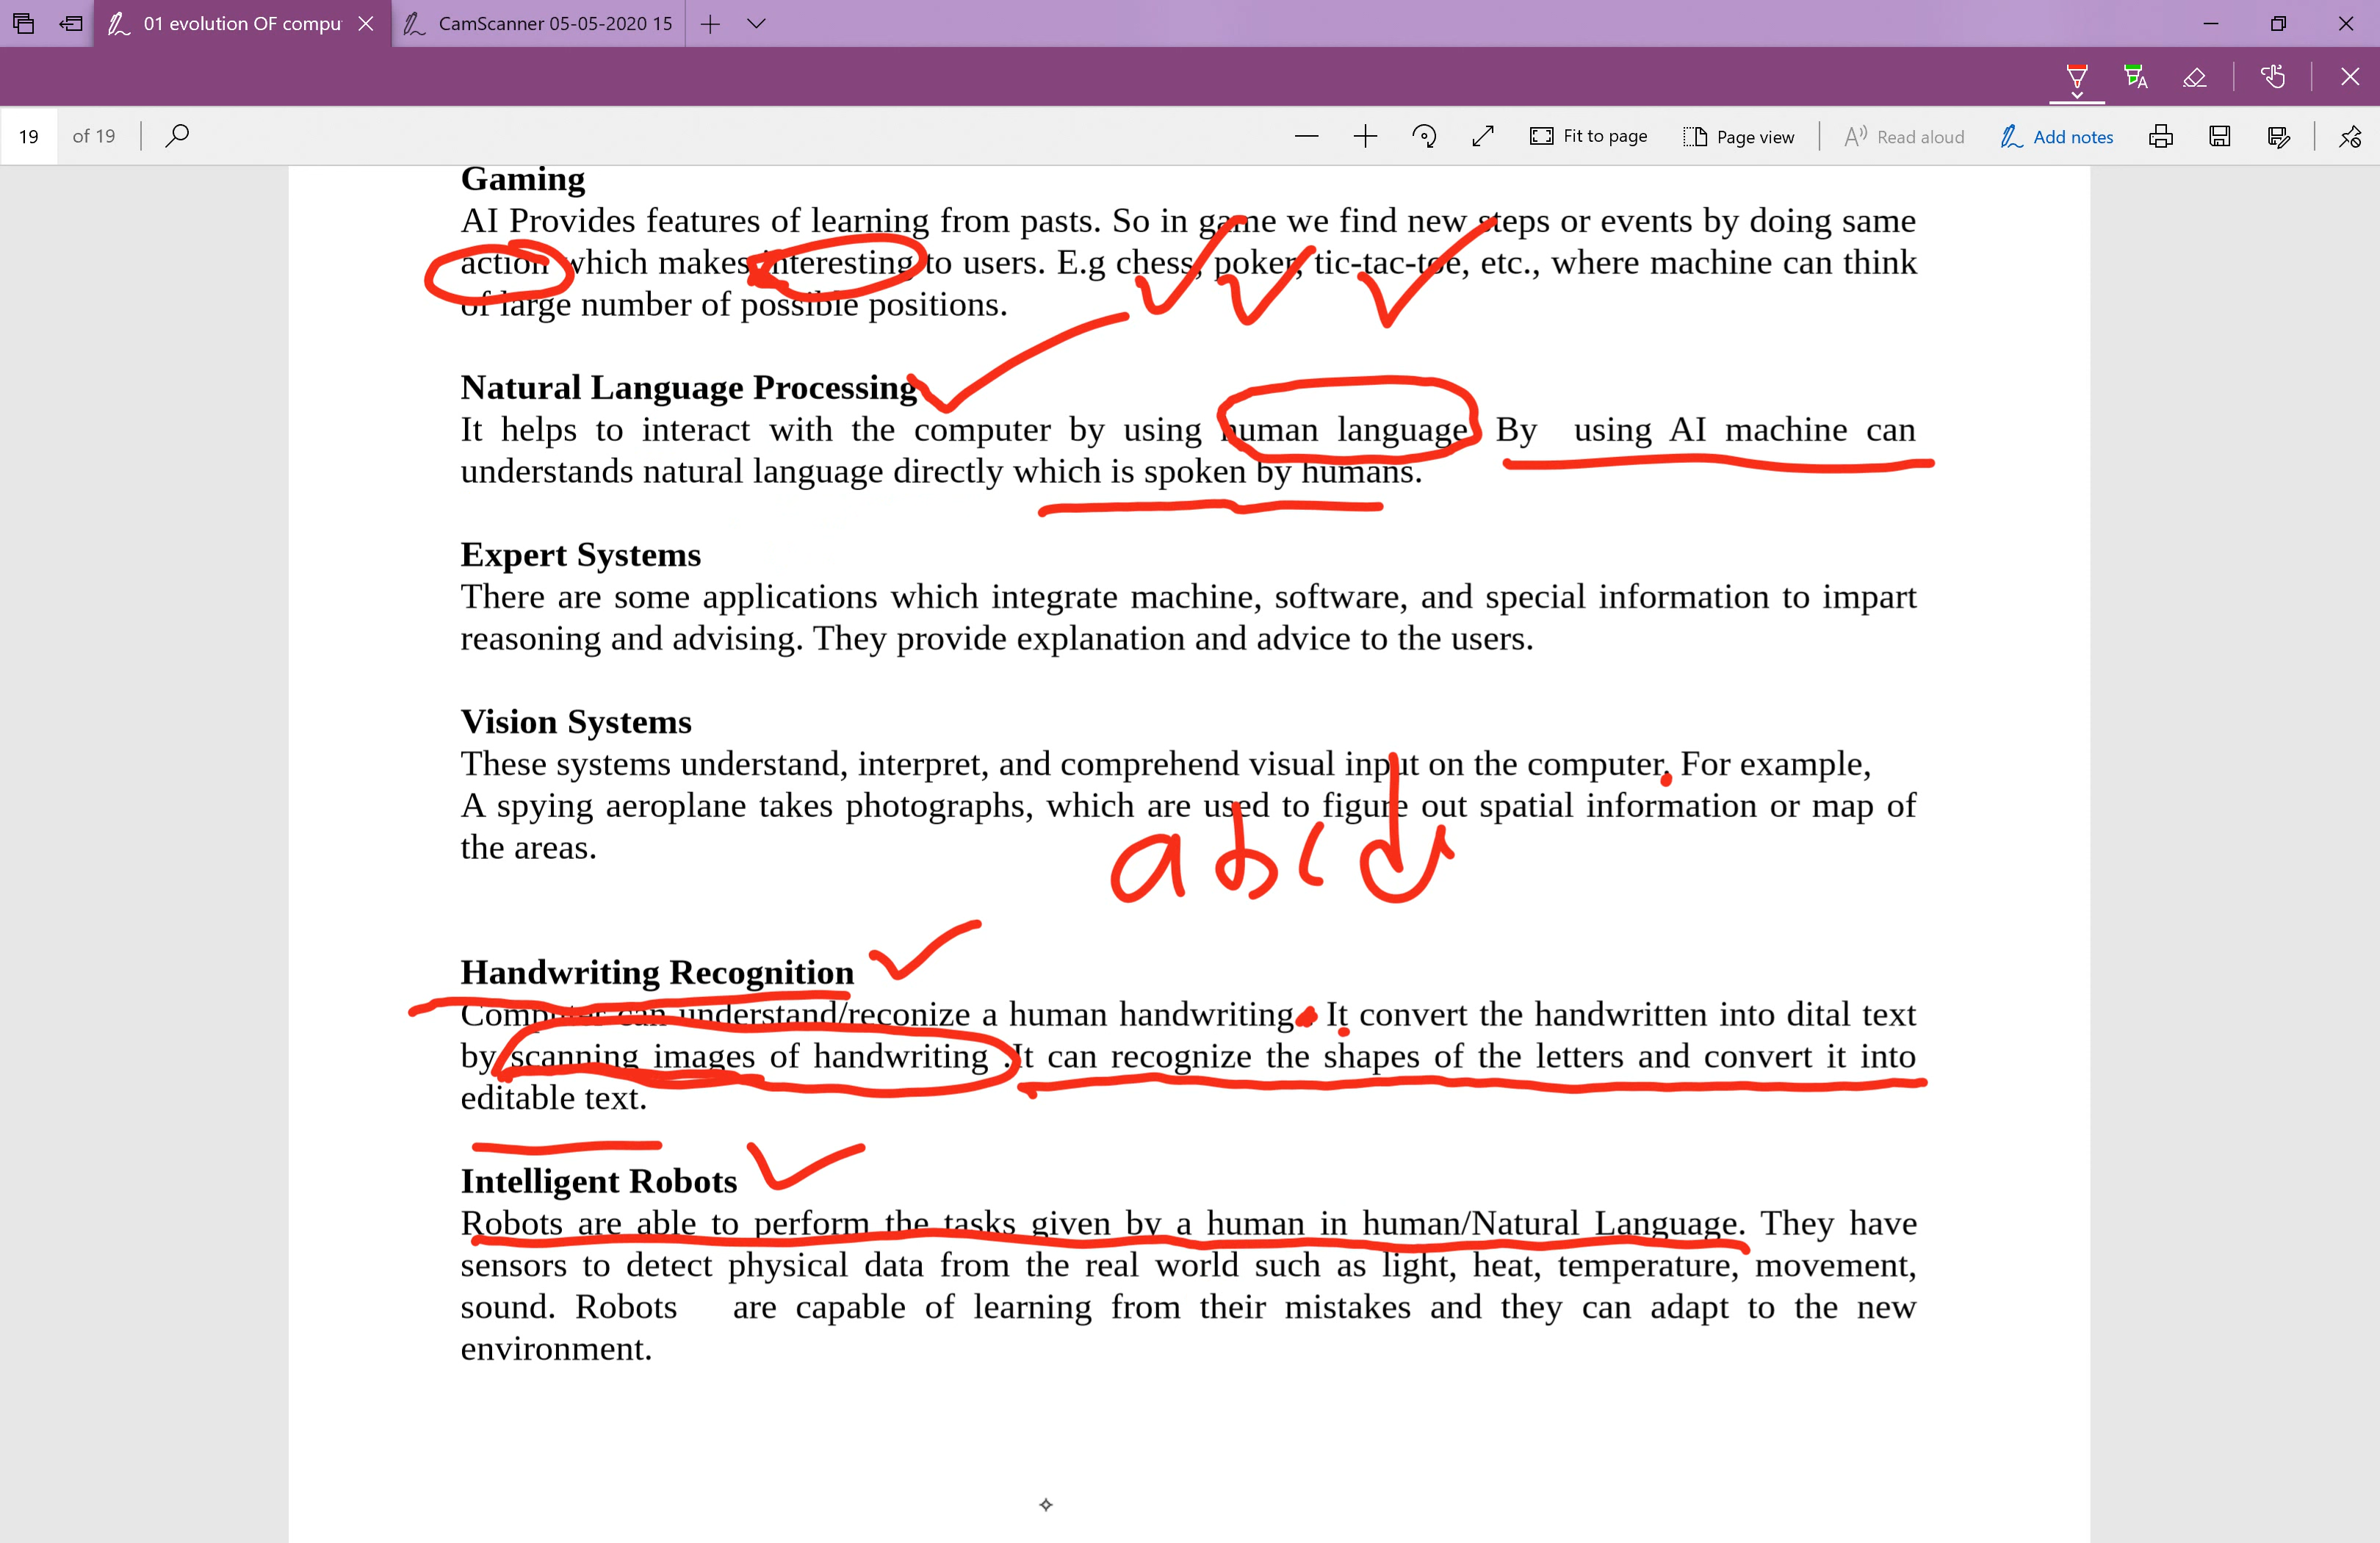 01 evolution OF compu
CamScanner 05-05-2020 15
19 of 19
Fit to page
Page view
Read aloud
Add notes
Gaming
AI Provides features of learning from pasts. So in game we find new steps or events by doing same
action which makes interesting to users. E.g chess, poker, tic-tac-toe, etc., where machine can think
of large number of possible positions.
Natural Language Processing
It helps to interact with the computer by using human language. By using AI machine can
understands natural language directly which is spoken by humans.
Expert Systems
There are some applications which integrate machine, software, and special information to impart
reasoning and advising. They provide explanation and advice to the users.
Vision Systems
These systems understand, interpret, and comprehend visual input on the computer. For example,
A spying aeroplane takes photographs, which are used to figure out spatial information or map of
the areas.
a b c d
Handwriting Recognition
Computer can understand/reconize a human handwriting. It convert the handwritten into dital text
by scanning images of handwriting .It can recognize the shapes of the letters and convert it into
editable text.
Intelligent Robots
Robots are able to perform the tasks given by a human in human/Natural Language. They have
sensors to detect physical data from the real world such as light, heat, temperature, movement,
sound. Robots are capable of learning from their mistakes and they can adapt to the new
environment.